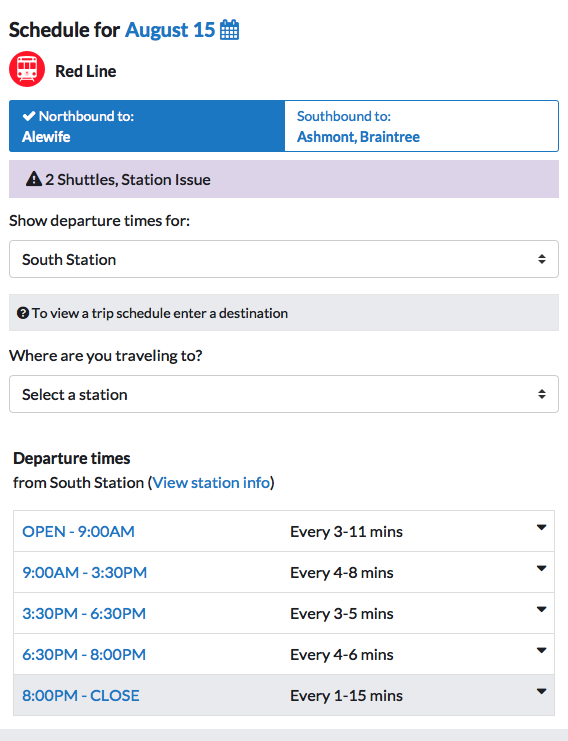 Schedule for August 15
Red Line
Northbound to:
Alewife
Southbound to:
Ashmont, Braintree
2 Shuttles, Station Issue
Show departure times for:
South Station
To view a trip schedule enter a destination
Where are you traveling to?
Select a station
Departure times
from South Station (View station info)
OPEN - 9:00AM Every 3-11 mins
9:00AM - 3:30PM Every 4-8 mins
3:30PM - 6:30PM Every 3-5 mins
6:30PM - 8:00PM Every 4-6 mins
8:00PM - CLOSE Every 1-15 mins